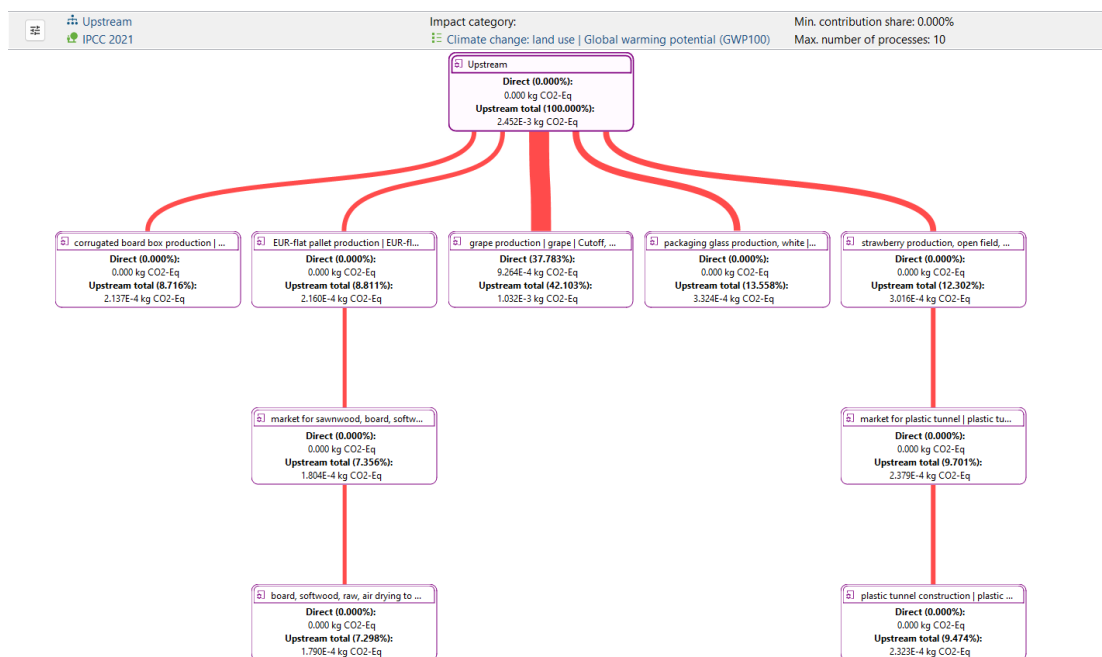 Upstream
IPCC 2021
Impact category:
Climate change: land use | Global warming potential (GWP100)
Min. contribution share: 0.000%
Max. number of processes: 10
Upstream
Direct (0.000%):
0.000 kg CO2-Eq
Upstream total (100.000%):
2.452E-3 kg CO2-Eq
corrugated board box production | ...
Direct (0.000%):
0.000 kg CO2-Eq
Upstream total (8.716%):
2.137E-4 kg CO2-Eq
EUR-flat pallet production | EUR-fl...
Direct (0.000%):
0.000 kg CO2-Eq
Upstream total (8.811%):
2.160E-4 kg CO2-Eq
grape production | grape | Cutoff, ...
Direct (37.783%):
9.264E-4 kg CO2-Eq
Upstream total (42.103%):
1.032E-3 kg CO2-Eq
packaging glass production, white |...
Direct (0.000%):
0.000 kg CO2-Eq
Upstream total (13.558%):
3.324E-4 kg CO2-Eq
strawberry production, open field, ...
Direct (0.000%):
0.000 kg CO2-Eq
Upstream total (12.302%):
3.016E-4 kg CO2-Eq
market for sawnwood, board, softw...
Direct (0.000%):
0.000 kg CO2-Eq
Upstream total (7.356%):
1.804E-4 kg CO2-Eq
market for plastic tunnel | plastic tu...
Direct (0.000%):
0.000 kg CO2-Eq
Upstream total (9.701%):
2.379E-4 kg CO2-Eq
board, softwood, raw, air drying to ...
Direct (0.000%):
0.000 kg CO2-Eq
Upstream total (7.298%):
1.790E-4 kg CO2-Eq
plastic tunnel construction | plastic ...
Direct (0.000%):
0.000 kg CO2-Eq
Upstream total (9.474%):
2.323E-4 kg CO2-Eq